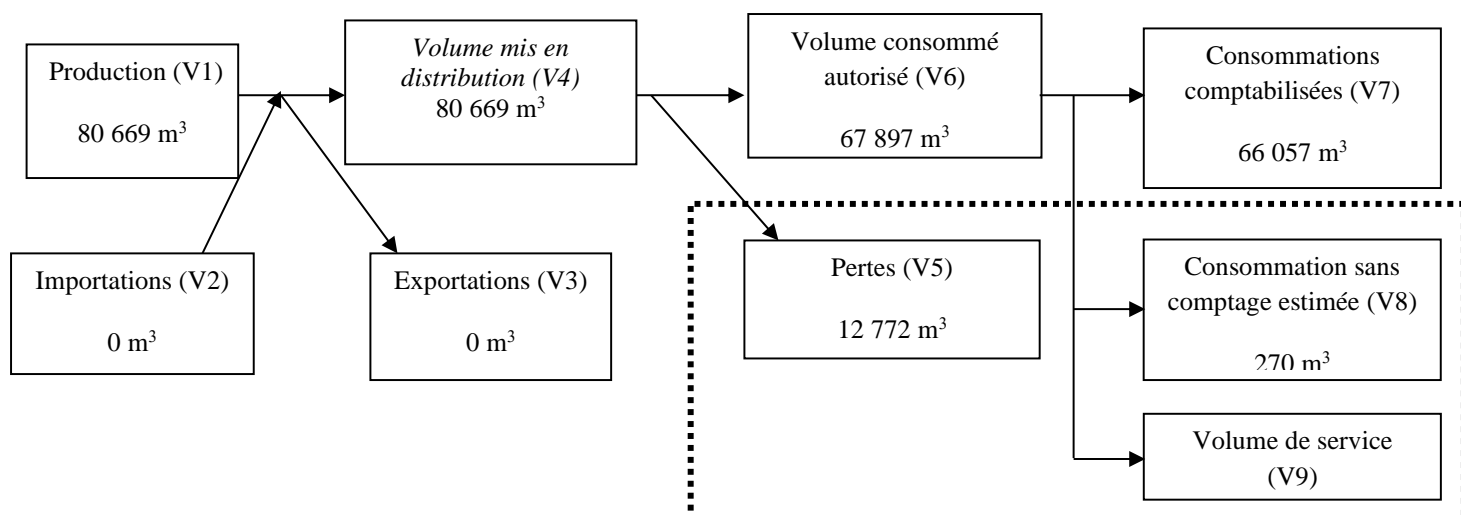 Production (V1)
80 669 m³
Volume mis en
distribution (V4)
80 669 m³
Volume consommé
autorisé (V6)
67 897 m³
Consommations
comptabilisées (V7)
66 057 m³
Importations (V2)
0 m³
Exportations (V3)
0 m³
Pertes (V5)
12 772 m³
Consommation sans
comptage estimée (V8)
270 m³
Volume de service
(V9)